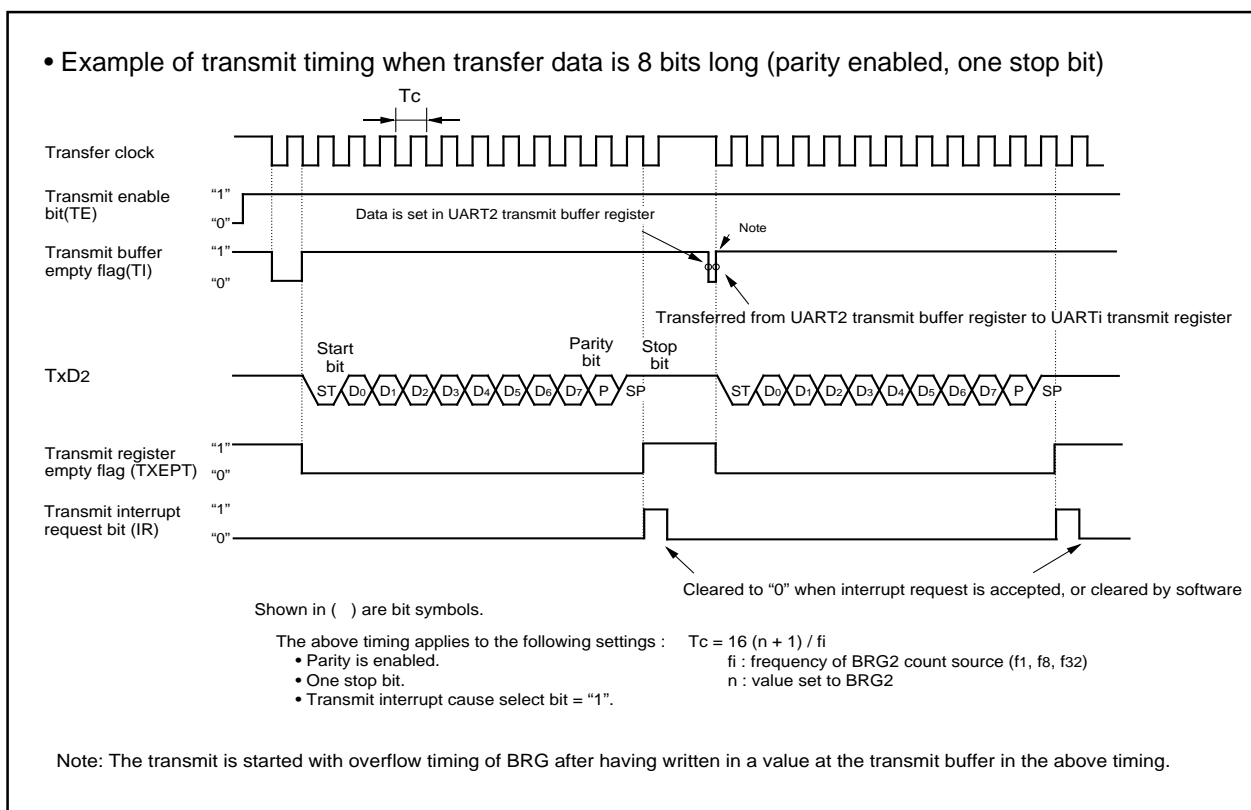 • Example of transmit timing when transfer data is 8 bits long (parity enabled, one stop bit)
Tc
Transfer clock
Transmit enable
bit(TE)
“1”
“0”
Data is set in UART2 transmit buffer register
Note
Transmit buffer
empty flag(TI)
“1”
“0”
Transferred from UART2 transmit buffer register to UARTi transmit register
Start
bit
Parity
bit
Stop
bit
TxD2
ST D0 D1 D2 D3 D4 D5 D6 D7 P SP ST D0 D1 D2 D3 D4 D5 D6 D7 P SP
Transmit register
empty flag (TXEPT)
“1”
“0”
Transmit interrupt
request bit (IR)
“1”
“0”
Cleared to “0” when interrupt request is accepted, or cleared by software
Shown in ( ) are bit symbols.
The above timing applies to the following settings :
• Parity is enabled.
• One stop bit.
• Transmit interrupt cause select bit = “1”.
Tc = 16 (n + 1) / fi
fi : frequency of BRG2 count source (f1, f8, f32)
n : value set to BRG2
Note: The transmit is started with overflow timing of BRG after having written in a value at the transmit buffer in the above timing.